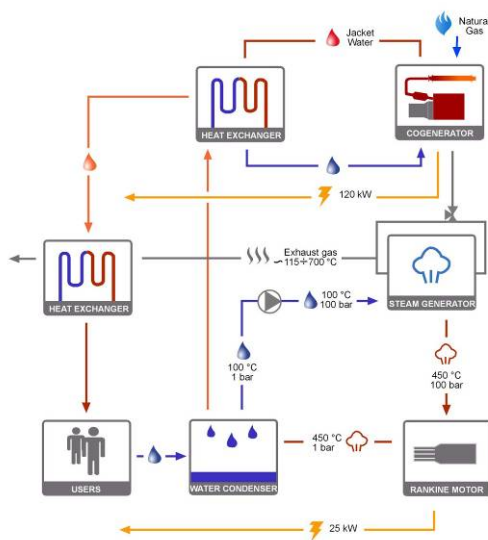 Natural
Gas
Jacket
Water
HEAT EXCHANGER
COGENERATOR
120 kW
Exhaust gas
~115÷700 °C
HEAT EXCHANGER
STEAM GENERATOR
100 °C
100 bar
100 °C
1 bar
450 °C
100 bar
450 °C
1 bar
USERS
WATER CONDENSER
RANKINE MOTOR
25 kW